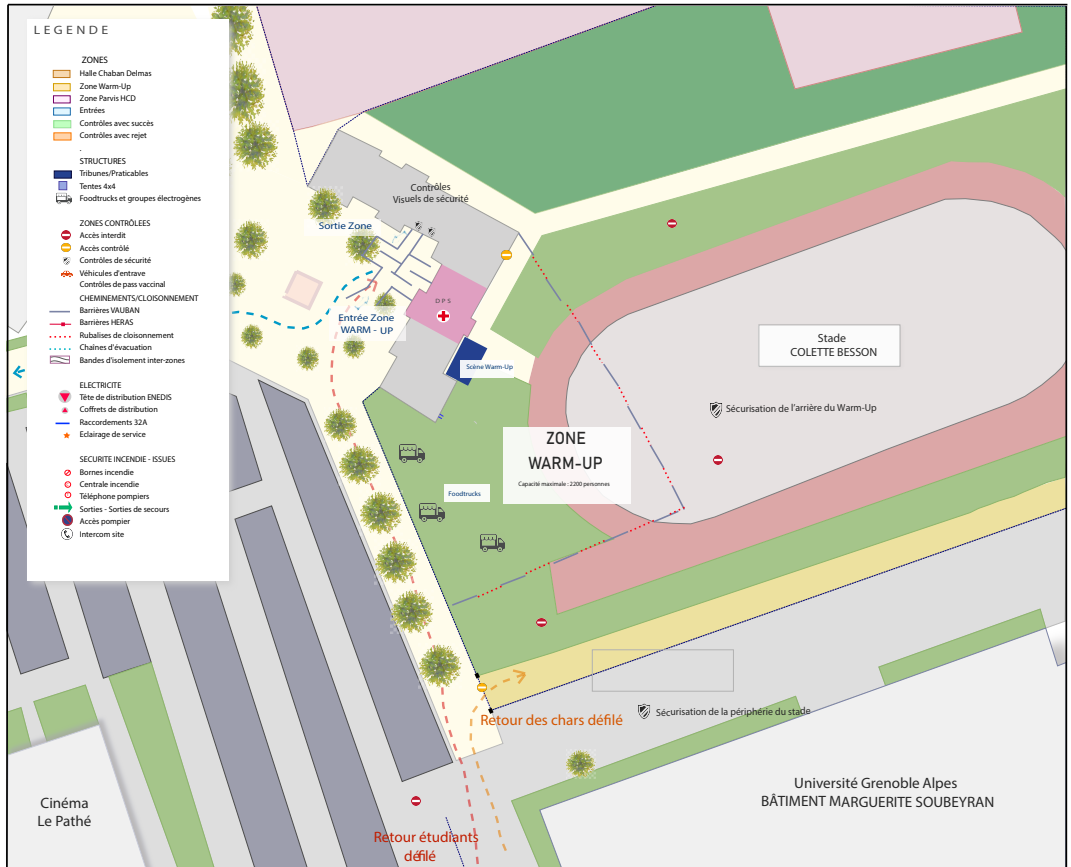 LEGENDE
ZONES
Halle Chaban Delmas
Zone Warm-Up
Zone Parvis HCD
Entrées
Contrôles avec succès
Contrôles avec rejet
.
STRUCTURES
Tribunes/Praticables
Tentes 4x4
Foodtrucks et groupes électrogènes
ZONES CONTRÔLEES
Accès interdit
Accès contrôlé
Contrôles de sécurité
Véhicules d'entrave
Contrôles de pass vaccinal
CHEMINEMENTS/CLOISONNEMENT
Barrières VAUBAN
Barrières HERAS
Rubalises de cloisonnement
Chaînes d'évacuation
Bandes d'isolement inter-zones
ELECTRICITE
Tête de distribution ENEDIS
Coffrets de distribution
Raccordements 32A
Eclairage de service
SECURITE INCENDIE - ISSUES
Bornes incendie
Centrale incendie
Téléphone pompiers
Sorties - Sorties de secours
Accès pompier
Intercom site
Contrôles
Visuels de sécurité
Sortie Zone
Entrée Zone
WARM - UP
DPS
Scène Warm-Up
Stade
COLETTE BESSON
Sécurisation de l'arrière du Warm-Up
ZONE
WARM-UP
Capacité maximale : 2200 personnes
Foodtrucks
Retour des chars défilé
Sécurisation de la périphérie du stade
Université Grenoble Alpes
BÂTIMENT MARGUERITE SOUBEYRAN
Cinéma
Le Pathé
Retour étudiants
défilé